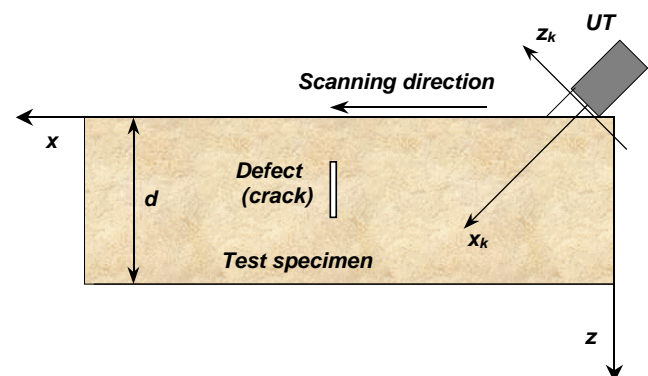 UT
z_k
Scanning direction
x
Defect
(crack)
d
x_k
Test specimen
z